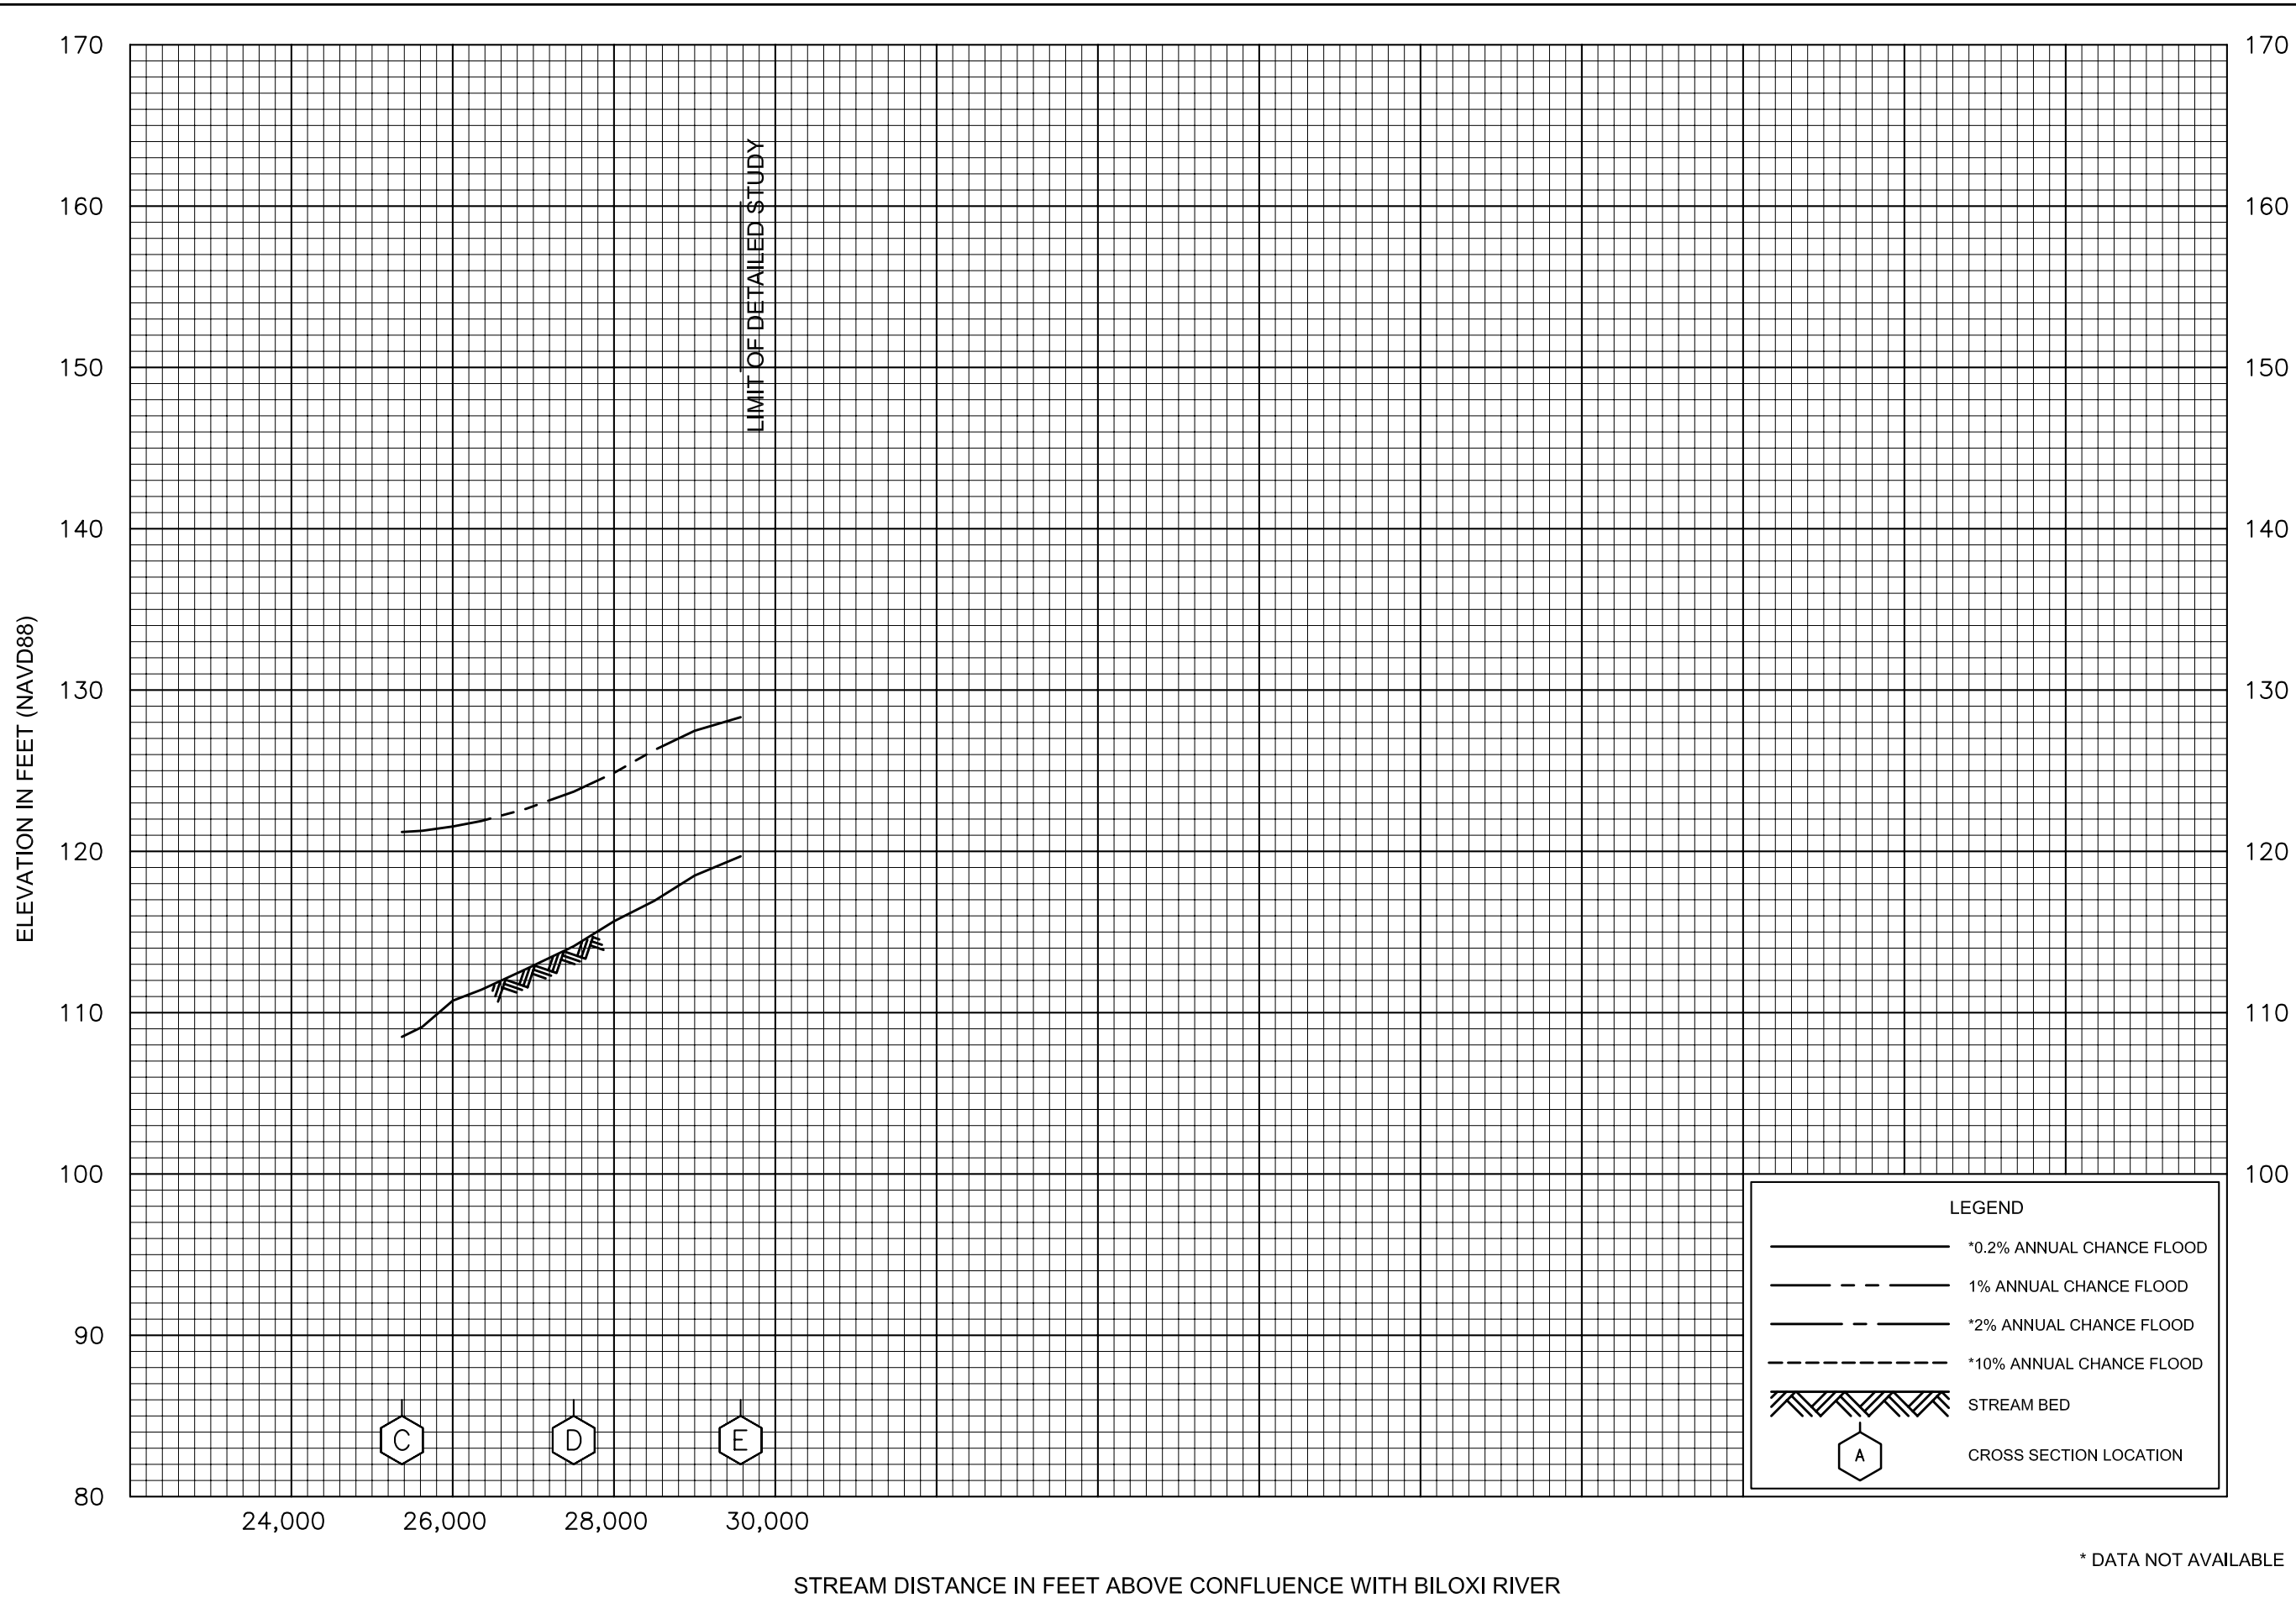 170
170
160
160
150
150
140
140
130
130
120
120
110
110
100
100
90
80
ELEVATION IN FEET (NAVD88)
LIMIT OF DETAILED STUDY
C
D
E
24,000
26,000
28,000
30,000
STREAM DISTANCE IN FEET ABOVE CONFLUENCE WITH BILOXI RIVER
LEGEND
*0.2% ANNUAL CHANCE FLOOD
1% ANNUAL CHANCE FLOOD
*2% ANNUAL CHANCE FLOOD
*10% ANNUAL CHANCE FLOOD
STREAM BED
A
CROSS SECTION LOCATION
* DATA NOT AVAILABLE